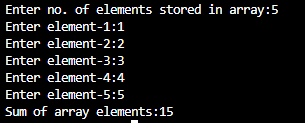 Enter no. of elements stored in array:5
Enter element-1:1
Enter element-2:2
Enter element-3:3
Enter element-4:4
Enter element-5:5
Sum of array elements:15